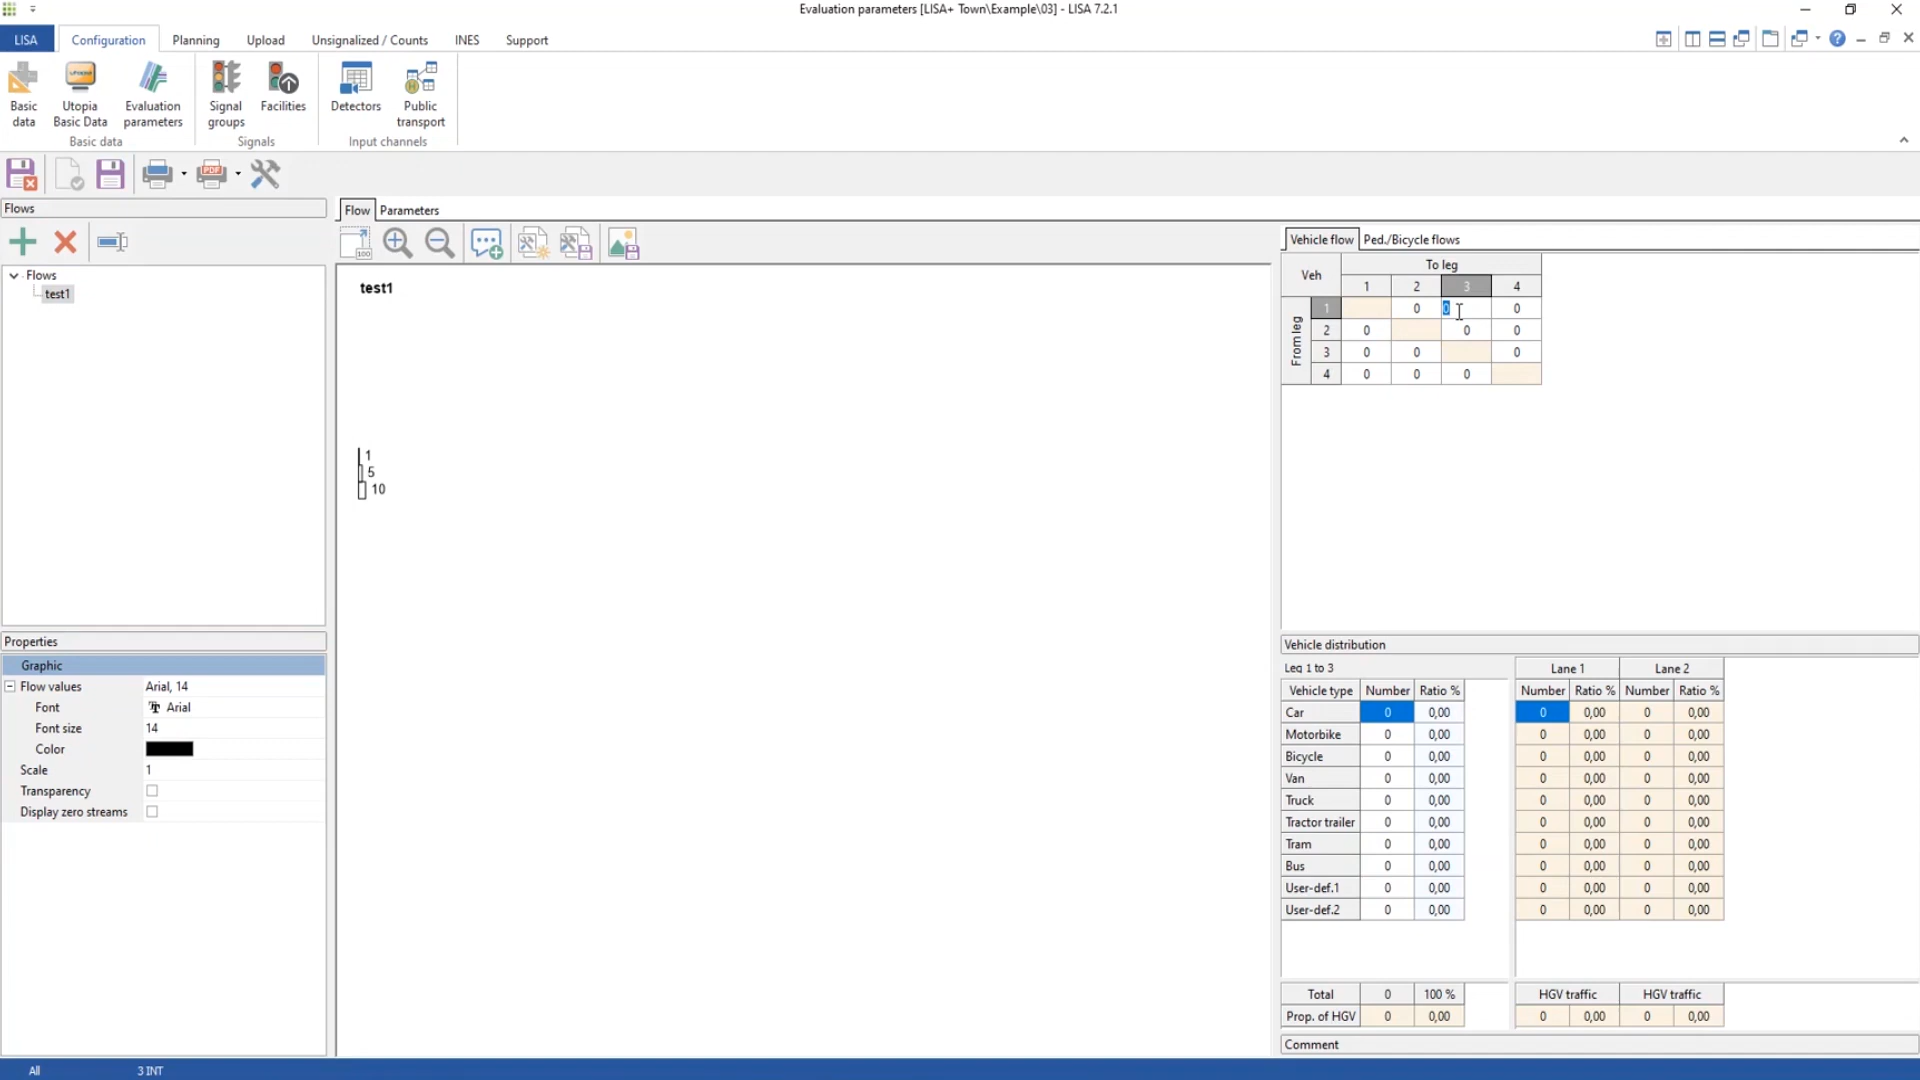 Evaluation parameters [LISA+ Town\Example\03] - LISA 7.2.1
LISA Configuration Planning Upload Unsignalized / Counts INES Support
Basic data
Utopia Basic Data
Evaluation parameters
Signal groups
Facilities
Detectors
Public transport
Basic data Signals Input channels
PDF
Flows
Flow Parameters
100
Vehicle flow Ped./Bicycle flows
Flows
test1
test1
1
5
10
Veh To leg
1 2 3 4
From leg
1 0 0 0
2 0 0 0
3 0 0 0
4 0 0 0
Properties
Graphic
Flow values Arial, 14
Font Arial
Font size 14
Color
Scale 1
Transparency
Display zero streams
Vehicle distribution
Leg 1 to 3 Lane 1 Lane 2
Vehicle type Number Ratio % Number Ratio % Number Ratio %
Car 0 0,00 0 0,00 0 0,00
Motorbike 0 0,00 0 0,00 0 0,00
Bicycle 0 0,00 0 0,00 0 0,00
Van 0 0,00 0 0,00 0 0,00
Truck 0 0,00 0 0,00 0 0,00
Tractor trailer 0 0,00 0 0,00 0 0,00
Tram 0 0,00 0 0,00 0 0,00
Bus 0 0,00 0 0,00 0 0,00
User-def.1 0 0,00 0 0,00 0 0,00
User-def.2 0 0,00 0 0,00 0 0,00
Total 0 100 % HGV traffic HGV traffic
Prop. of HGV 0 0,00 0 0,00 0 0,00
Comment
All 3 INT